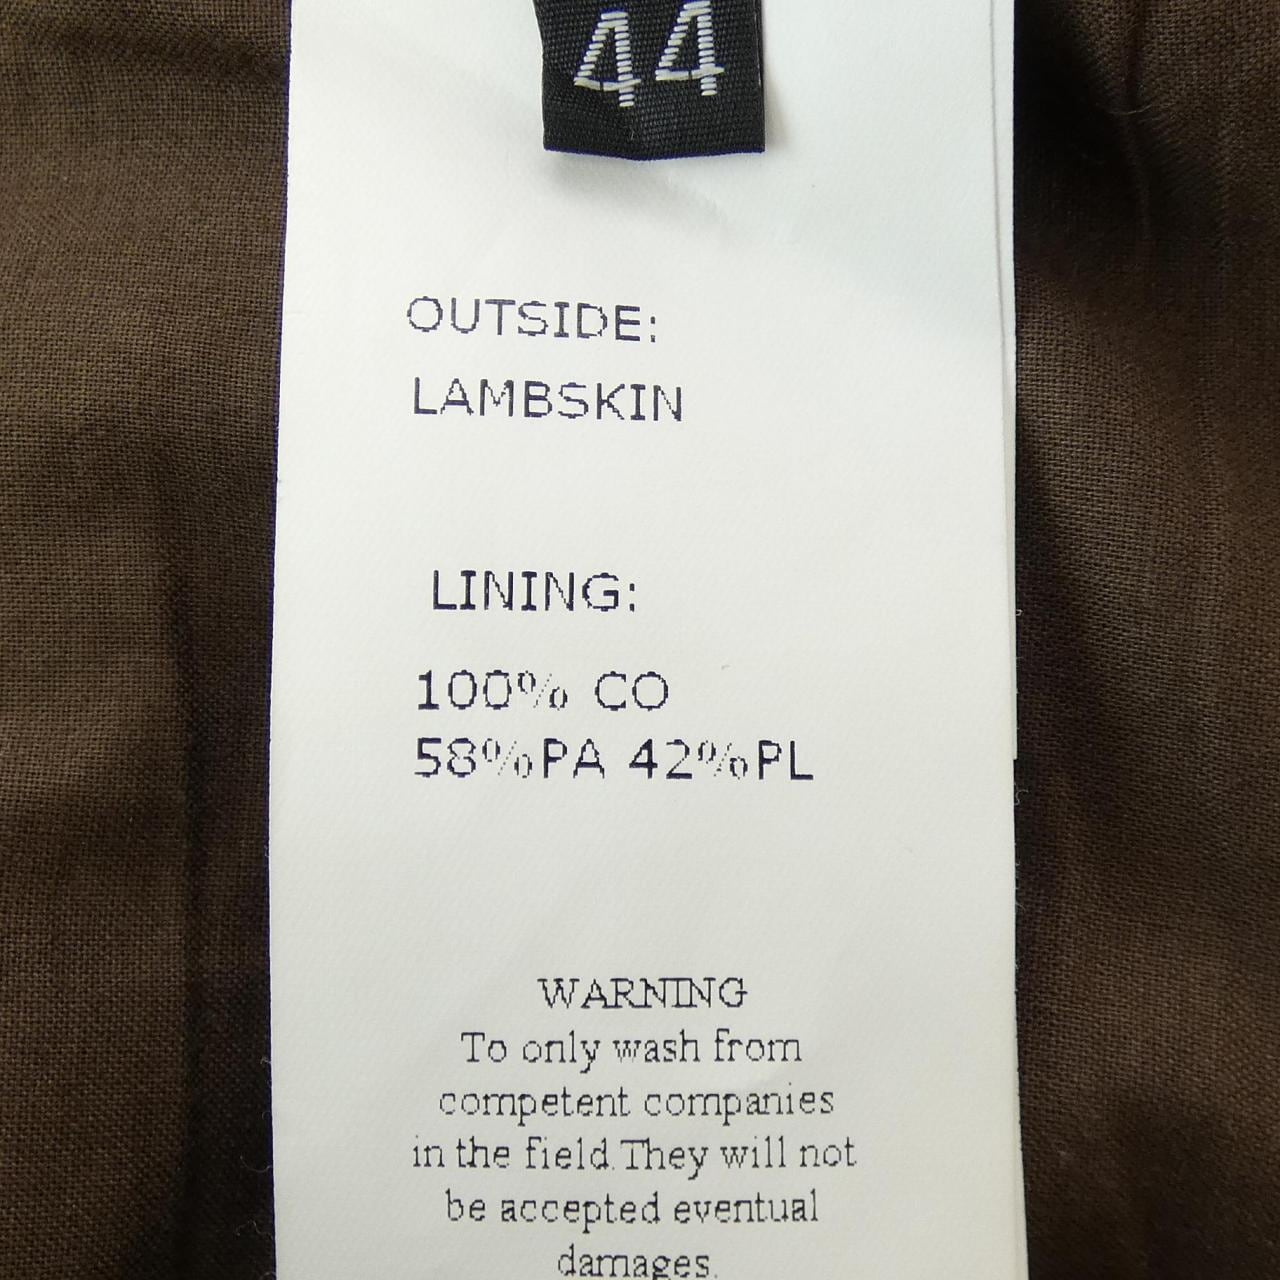 44
OUTSIDE:
LAMBSKIN
LINING:
100% CO
58%PA 42%PL
WARNING
To only wash from
competent companies
in the field.They will not
be accepted eventual
damages.